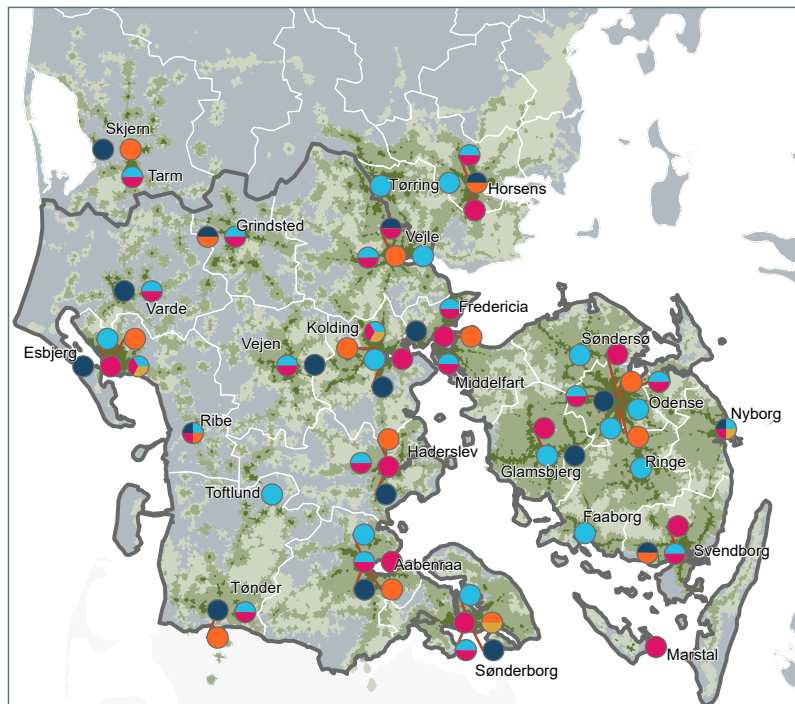 Skjern
Tarm
Tørring
Horsens
Grindsted
Vejle
Varde
Fredericia
Kolding
Vejen
Esbjerg
Søndersø
Middelfart
Odense
Nyborg
Ribe
Haderslev
Glamsbjerg
Ringe
Toftlund
Faaborg
Svendborg
Aabenraa
Tønder
Marstal
Sønderborg